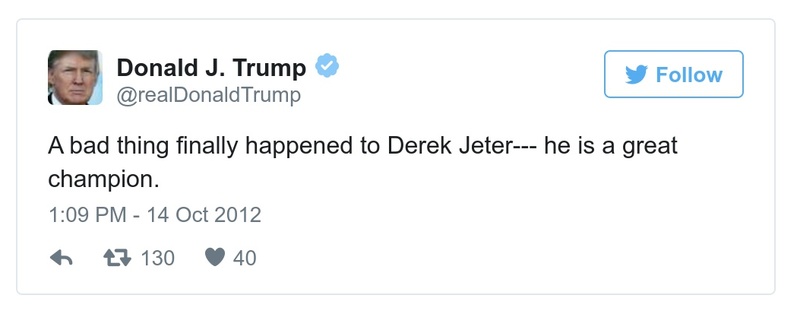 Donald J. Trump
@realDonaldTrump
Follow
A bad thing finally happened to Derek Jeter--- he is a great
champion.
1:09 PM - 14 Oct 2012
130 40